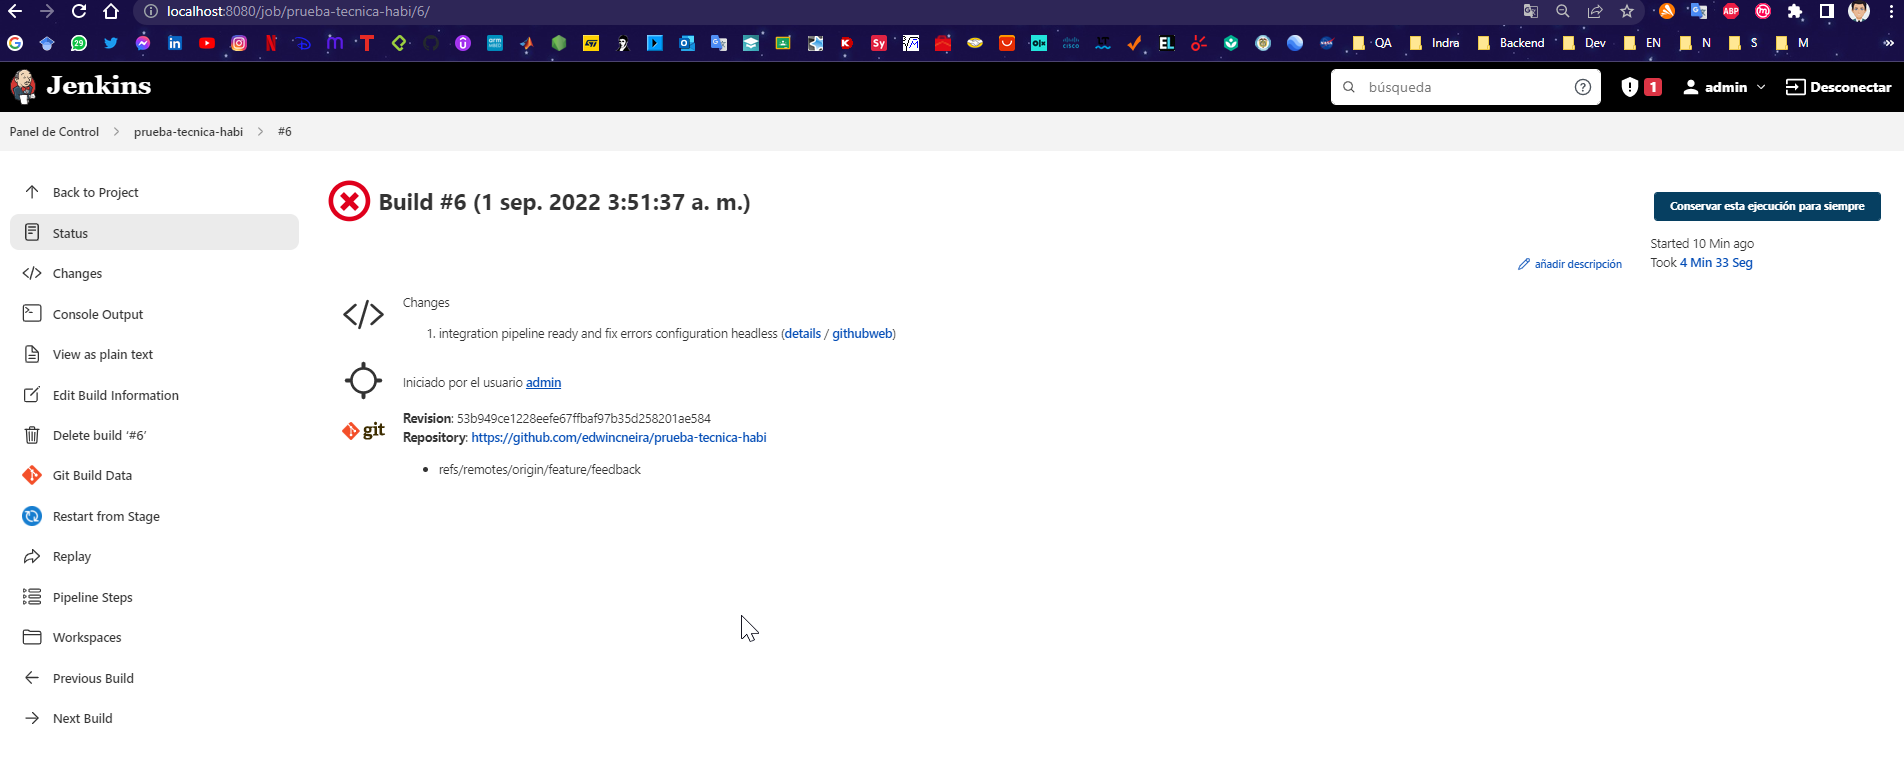 localhost:8080/job/prueba-tecnica-habi/6/
QA
Indra
Backend
Dev
EN
N
S
M
Jenkins
búsqueda
1
admin
Desconectar
Panel de Control
prueba-tecnica-habi
#6
Back to Project
Status
Changes
Console Output
View as plain text
Edit Build Information
Delete build ‘#6’
Git Build Data
Restart from Stage
Replay
Pipeline Steps
Workspaces
Previous Build
Next Build
Build #6 (1 sep. 2022 3:51:37 a. m.)
Conservar esta ejecución para siempre
Started 10 Min ago
Took 4 Min 33 Seg
añadir descripción
Changes
1. integration pipeline ready and fix errors configuration headless (details / githubweb)
Iniciado por el usuario admin
git
Revision: 53b949ce1228eefe67ffbaf97b35d258201ae584
Repository: https://github.com/edwincneira/prueba-tecnica-habi
• refs/remotes/origin/feature/feedback